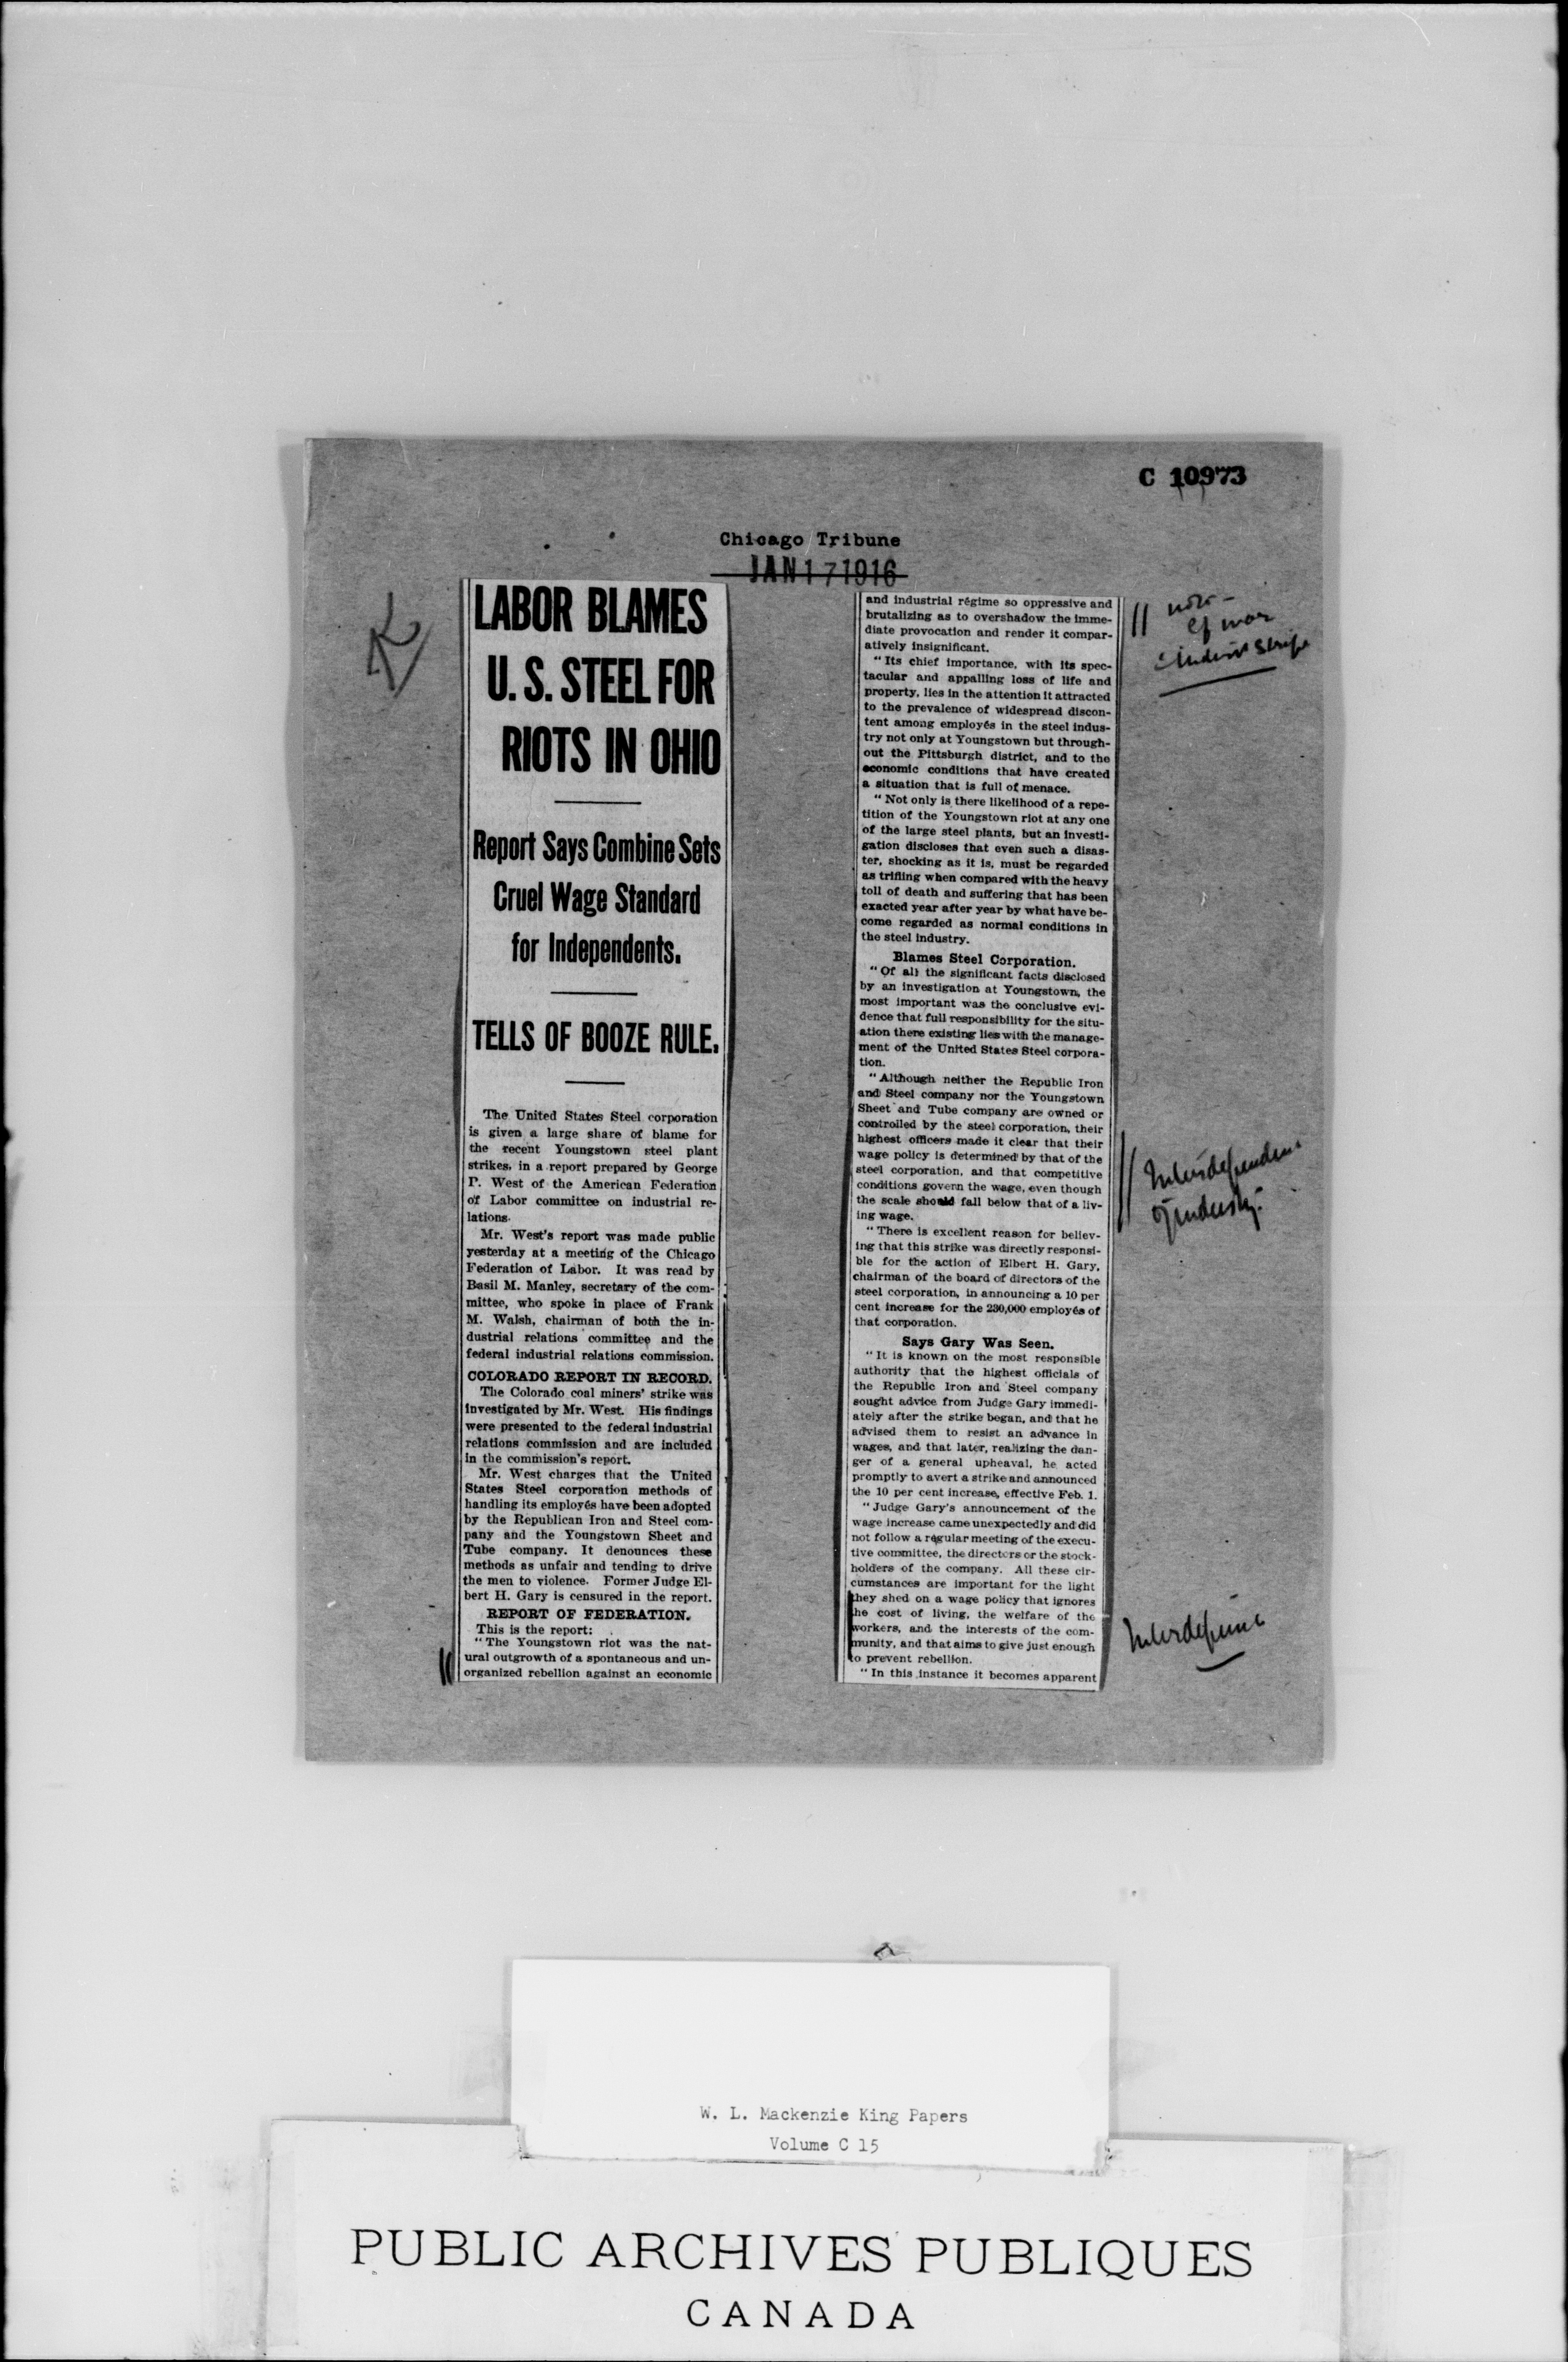 C 10973
Chicago Tribune
JAN 17 1916
LABOR BLAMES
U. S. STEEL FOR
RIOTS IN OHIO
Report Says Combine Sets
Cruel Wage Standard
for Independents.
TELLS OF BOOZE RULE.
The United States Steel corporation
is given a large share of blame for
the recent Youngstown steel plant
strikes, in a report prepared by George
P. West of the American Federation
of Labor committee on industrial re-
lations.
Mr. West's report was made public
yesterday at a meeting of the Chicago
Federation of Labor. It was read by
Basil M. Manley, secretary of the com-
mittee, who spoke in place of Frank
M. Walsh, chairman of both the in-
dustrial relations committee and the
federal industrial relations commission.
COLORADO REPORT IN RECORD.
The Colorado coal miners' strike was
investigated by Mr. West. His findings
were presented to the federal industrial
relations commission and are included
in the commission's report.
Mr. West charges that the United
States Steel corporation methods of
handling its employés have been adopted
by the Republican Iron and Steel com-
pany and the Youngstown Sheet and
Tube company. It denounces these
methods as unfair and tending to drive
the men to violence. Former Judge El-
bert H. Gary is censured in the report.
REPORT OF FEDERATION.
This is the report:
"The Youngstown riot was the nat-
ural outgrowth of a spontaneous and un-
organized rebellion against an economic
and industrial régime so oppressive and
brutalizing as to overshadow the imme-
diate provocation and render it compar-
atively insignificant.
"Its chief importance, with its spec-
tacular and appalling loss of life and
property, lies in the attention it attracted
to the prevalence of widespread discon-
tent among employés in the steel indus-
try not only at Youngstown but through-
out the Pittsburgh district, and to the
economic conditions that have created
a situation that is full of menace.
"Not only is there likelihood of a repe-
tition of the Youngstown riot at any one
of the large steel plants, but an investi-
gation discloses that even such a disas-
ter, shocking as it is, must be regarded
as trifling when compared with the heavy
toll of death and suffering that has been
exacted year after year by what have be-
come regarded as normal conditions in
the steel industry.
Blames Steel Corporation.
"Of all the significant facts disclosed
by an investigation at Youngstown, the
most important was the conclusive evi-
dence that full responsibility for the situ-
ation there existing lies with the manage-
ment of the United States Steel corpora-
tion.
"Although neither the Republic Iron
and Steel company nor the Youngstown
Sheet and Tube company are owned or
controlled by the steel corporation, their
highest officers made it clear that their
wage policy is determined by that of the
steel corporation, and that competitive
conditions govern the wage, even though
the scale should fall below that of a liv-
ing wage.
"There is excellent reason for believ-
ing that this strike was directly responsi-
ble for the action of Elbert H. Gary,
chairman of the board of directors of the
steel corporation, in announcing a 10 per
cent increase for the 230,000 employés of
that corporation.
Says Gary Was Seen.
"It is known on the most responsible
authority that the highest officials of
the Republic Iron and Steel company
sought advice from Judge Gary immedi-
ately after the strike began, and that he
advised them to resist an advance in
wages, and that later, realizing the dan-
ger of a general upheaval, he acted
promptly to avert a strike and announced
the 10 per cent increase, effective Feb. 1.
"Judge Gary's announcement of the
wage increase came unexpectedly and did
not follow a regular meeting of the execu-
tive committee, the directors or the stock-
holders of the company. All these cir-
cumstances are important for the light
they shed on a wage policy that ignores
the cost of living, the welfare of the
workers, and the interests of the com-
munity, and that aims to give just enough
to prevent rebellion.
"In this instance it becomes apparent
of war
Interdependence
of industry
W. L. Mackenzie King Papers
Volume C 15
PUBLIC ARCHIVES PUBLIQUES
CANADA